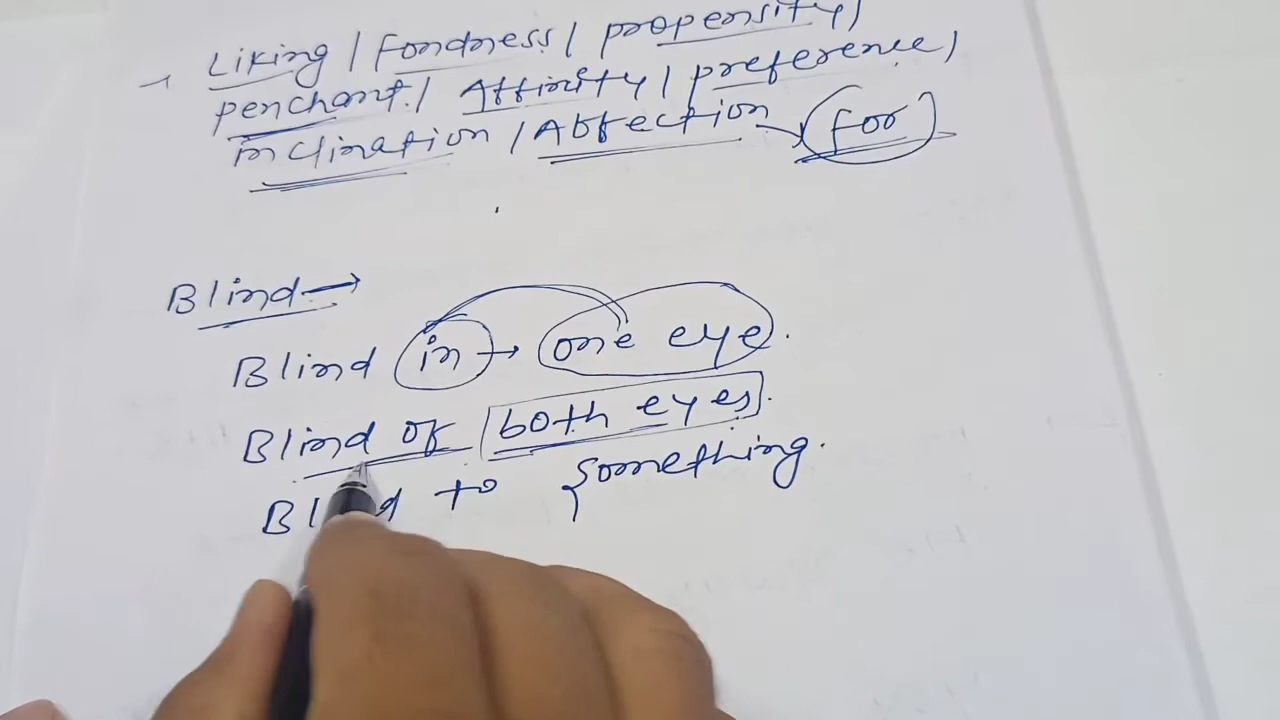 Liking / Fondness / propensity /
penchant / Affinity / preference /
inclination / Affection → for
Blind →
Blind in → one eye.
Blind of both eyes.
Blind to something.